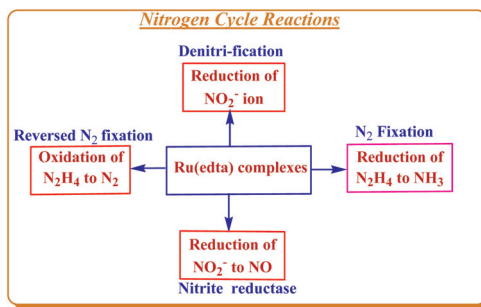 Nitrogen Cycle Reactions
Denitri-fication
Reduction of
NO₂⁻ ion
Reversed N₂ fixation
N₂ Fixation
Oxidation of
N₂H₄ to N₂
Ru(edta) complexes
Reduction of
N₂H₄ to NH₃
Reduction of
NO₂⁻ to NO
Nitrite reductase